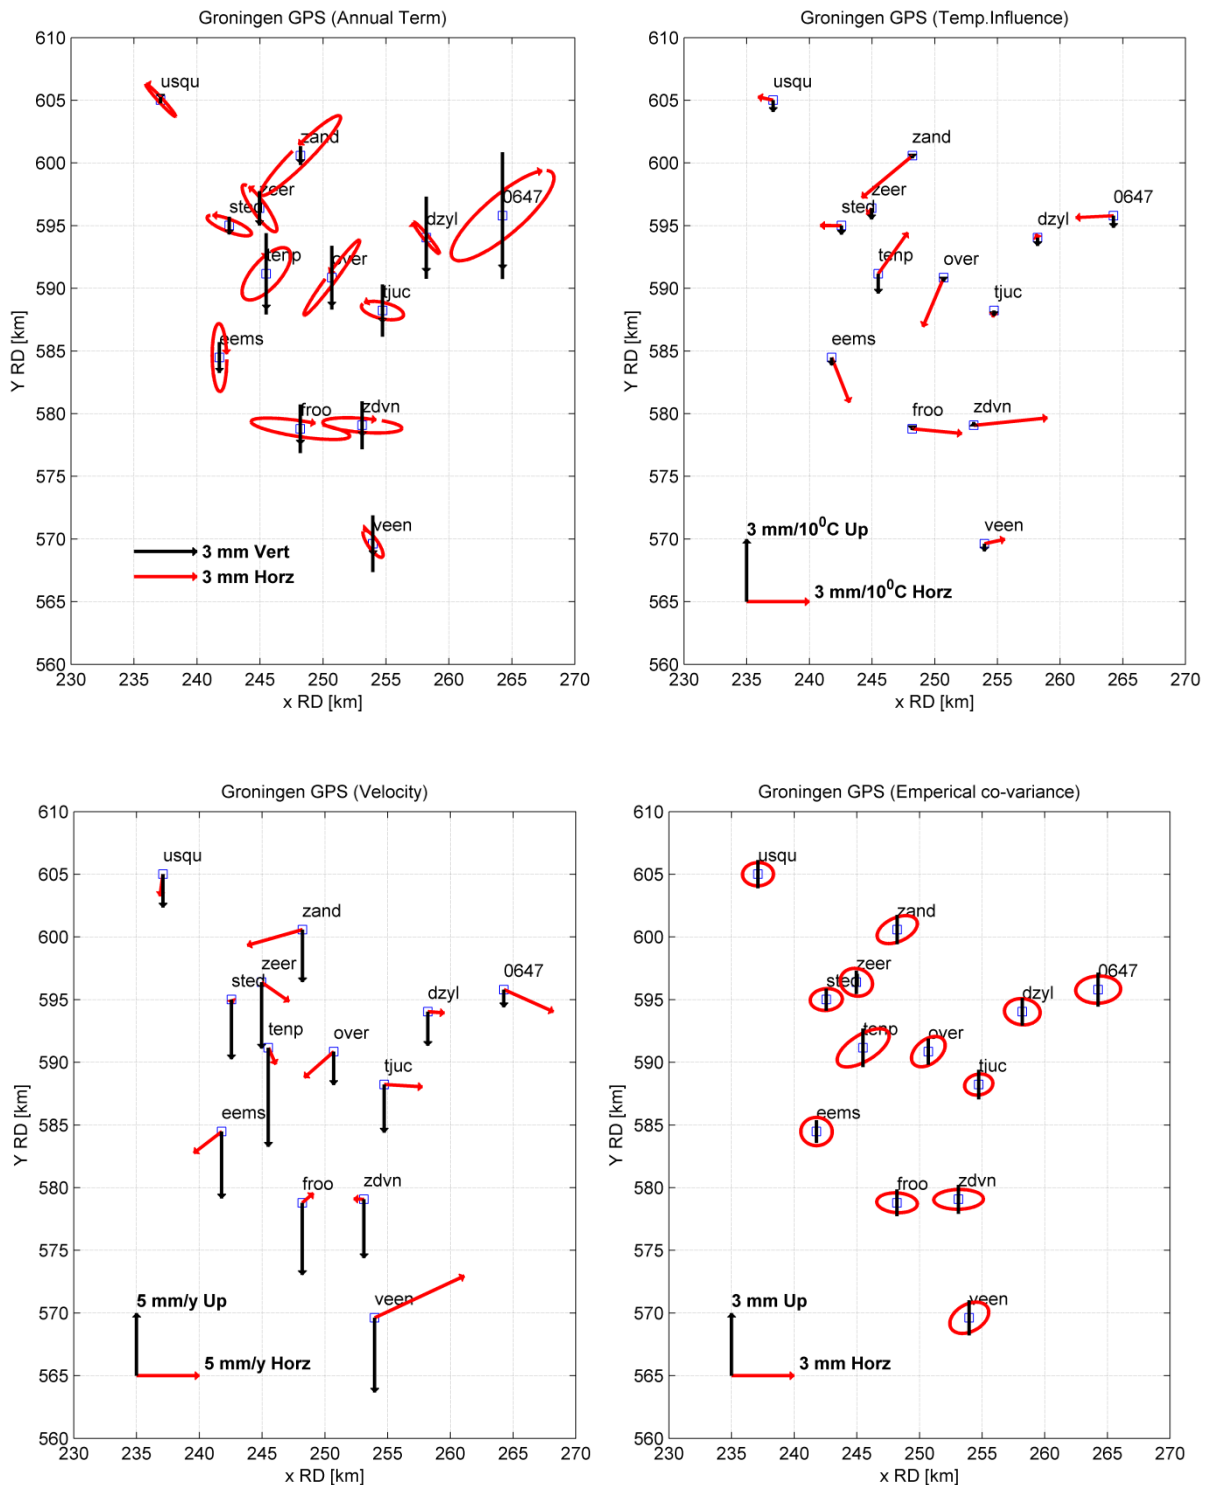 Groningen GPS (Annual Term)
610
605
600
595
590
585
580
575
570
565
560
Y RD [km]
230
235
240
245
250
255
260
265
270
x RD [km]
usqu
zand
zeer
sted
0647
dzyl
tenp
over
tjuc
eems
froo
zdvn
veen
3 mm Vert
3 mm Horz
Groningen GPS (Temp.Influence)
610
605
600
595
590
585
580
575
570
565
560
Y RD [km]
230
235
240
245
250
255
260
265
270
x RD [km]
usqu
zand
zeer
sted
0647
dzyl
tenp
over
tjuc
eems
froo
zdvn
veen
3 mm/10⁰C Up
3 mm/10⁰C Horz
Groningen GPS (Velocity)
610
605
600
595
590
585
580
575
570
565
560
Y RD [km]
230
235
240
245
250
255
260
265
270
x RD [km]
usqu
zand
zeer
sted
0647
dzyl
tenp
over
tjuc
eems
froo
zdvn
veen
5 mm/y Up
5 mm/y Horz
Groningen GPS (Emperical co-variance)
610
605
600
595
590
585
580
575
570
565
560
Y RD [km]
230
235
240
245
250
255
260
265
270
x RD [km]
usqu
zand
zeer
sted
0647
dzyl
tenp
over
tjuc
eems
froo
zdvn
veen
3 mm Up
3 mm Horz